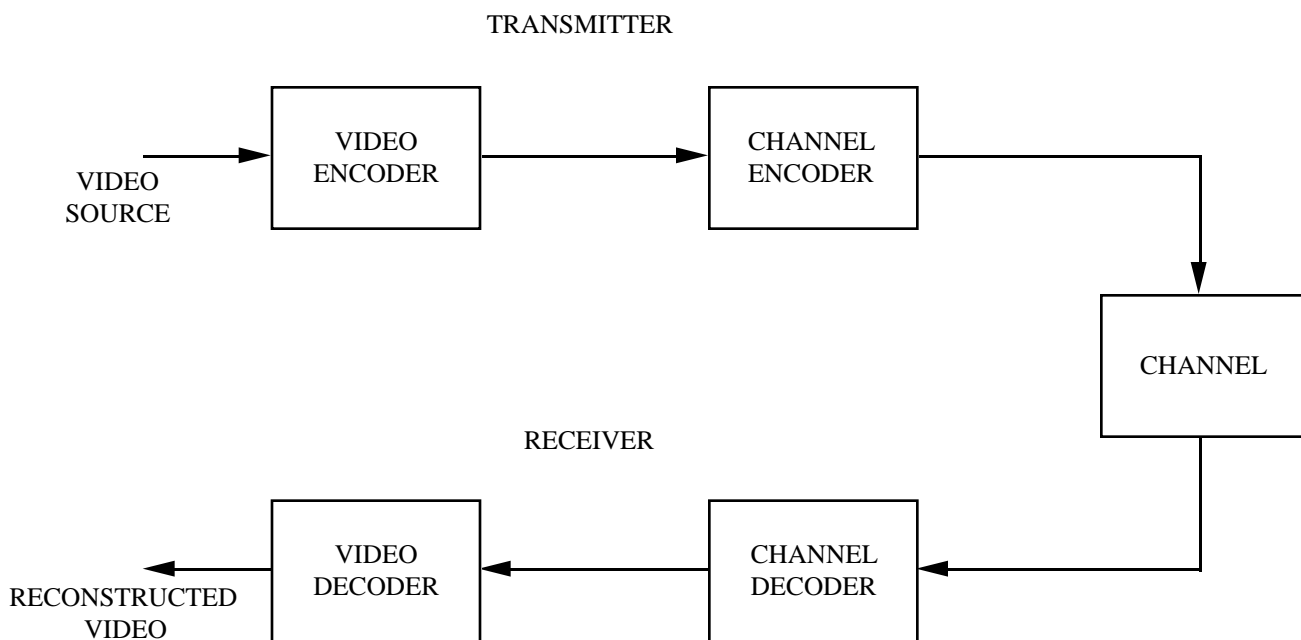 TRANSMITTER
VIDEO
ENCODER
CHANNEL
ENCODER
VIDEO
SOURCE
CHANNEL
RECEIVER
VIDEO
DECODER
CHANNEL
DECODER
RECONSTRUCTED
VIDEO